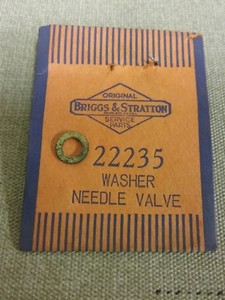 ORIGINAL
BRIGGS & STRATTON
SERVICE
PARTS
22235
WASHER
NEEDLE VALVE